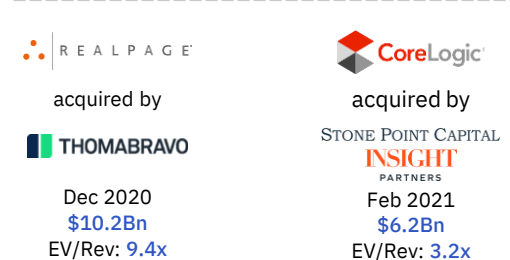 REALPAGE
acquired by
THOMABRAVO
Dec 2020
$10.2Bn
EV/Rev: 9.4x
CoreLogic
acquired by
STONE POINT CAPITAL
INSIGHT
PARTNERS
Feb 2021
$6.2Bn
EV/Rev: 3.2x